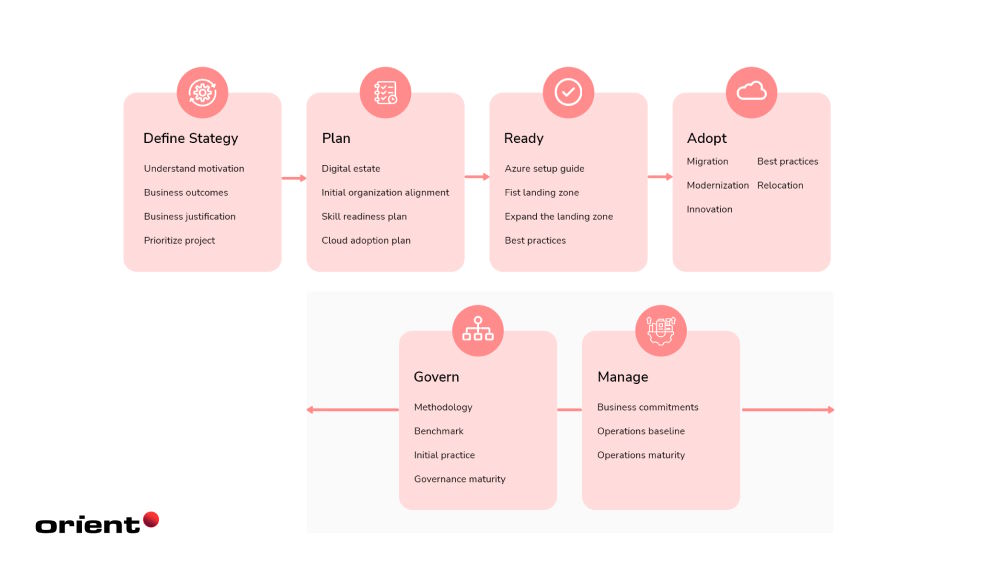 Define Stategy
Understand motivation
Business outcomes
Business justification
Prioritize project
Plan
Digital estate
Initial organization alignment
Skill readiness plan
Cloud adoption plan
Ready
Azure setup guide
Fist landing zone
Expand the landing zone
Best practices
Adopt
Migration
Best practices
Modernization
Relocation
Innovation
Govern
Methodology
Benchmark
Initial practice
Governance maturity
Manage
Business commitments
Operations baseline
Operations maturity
orient